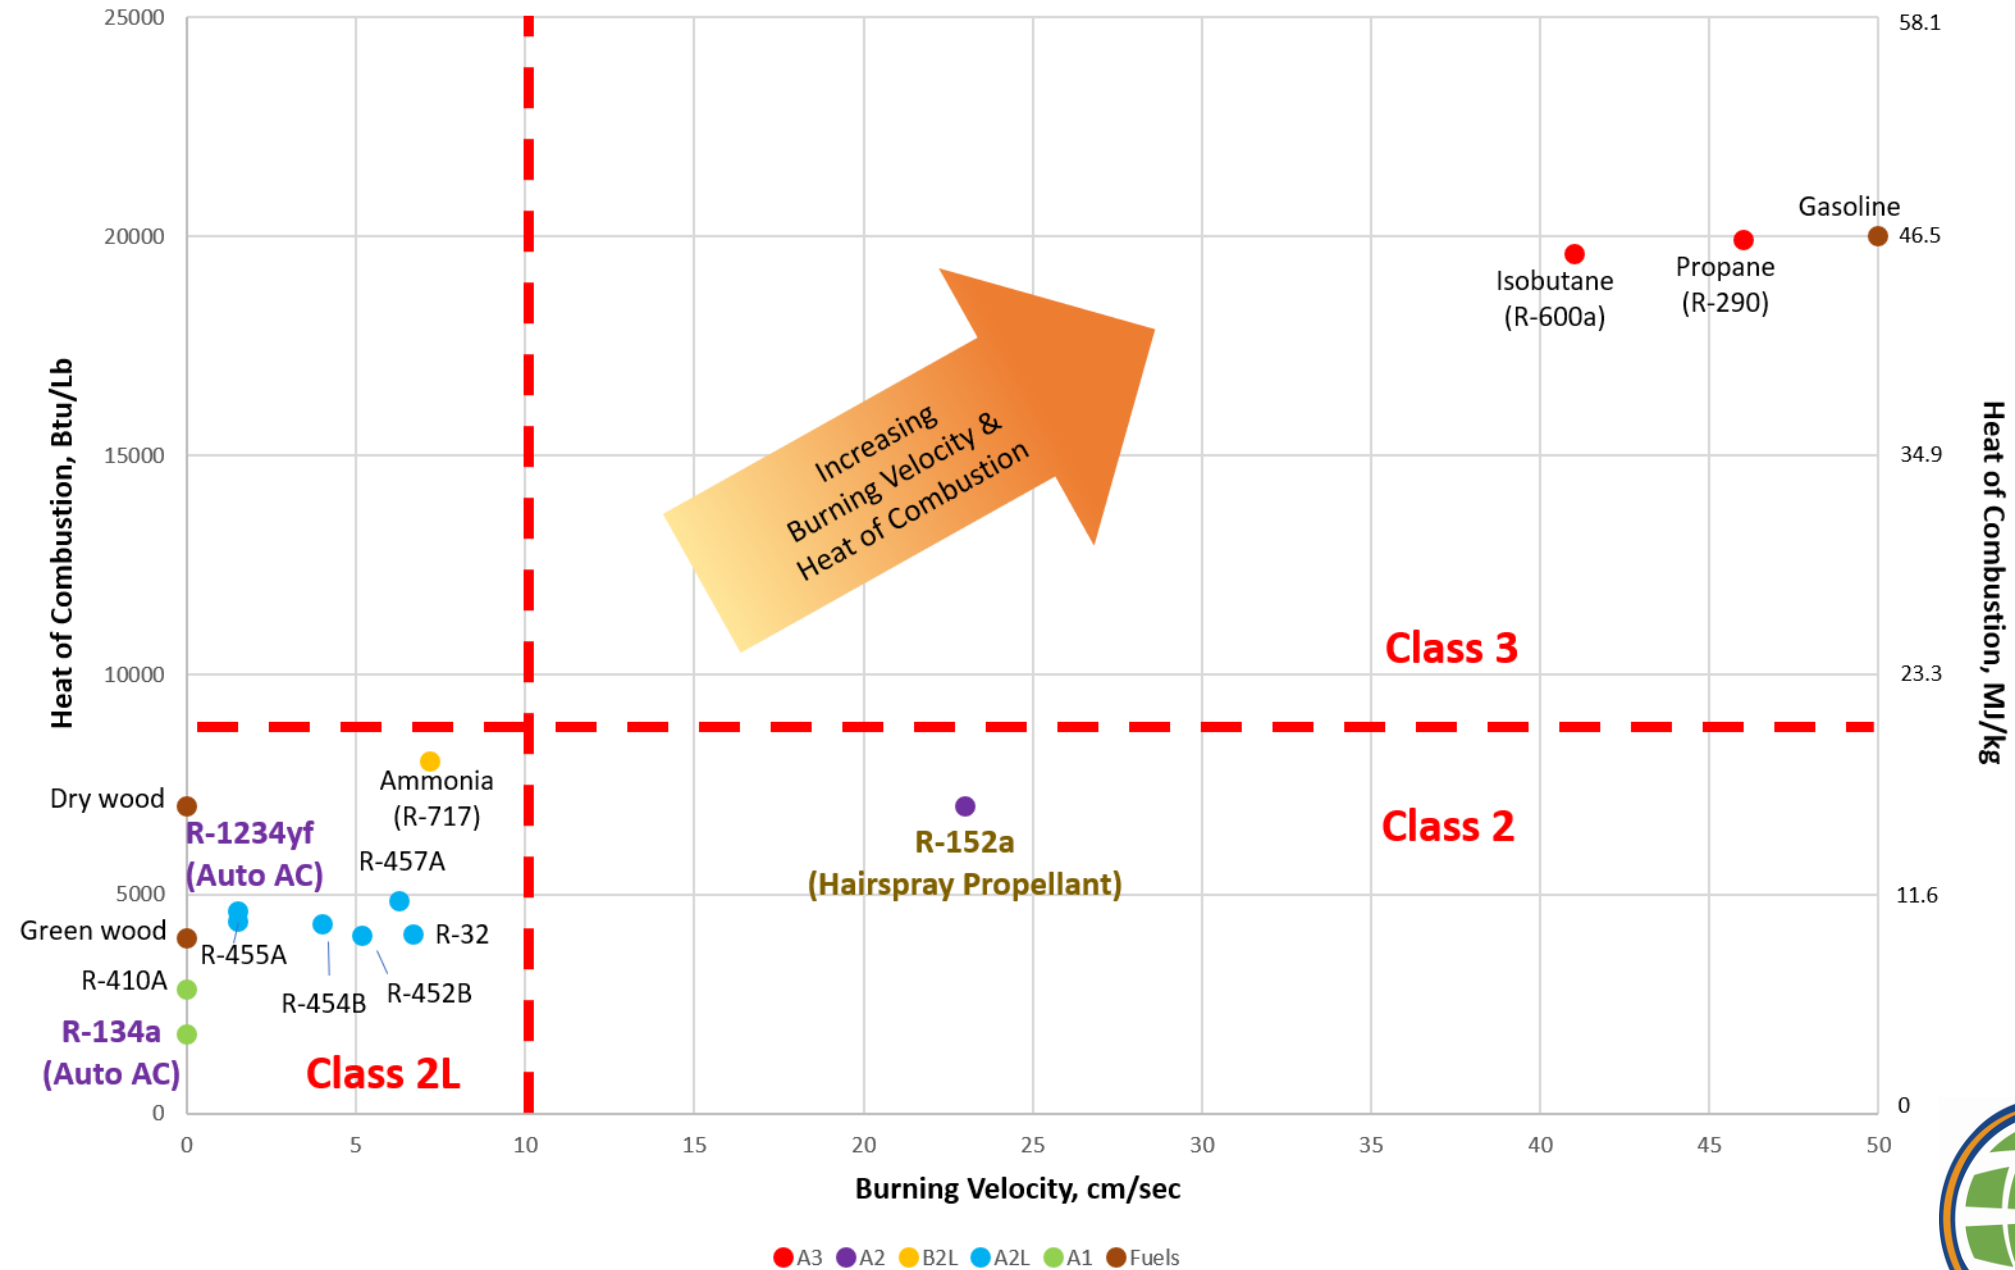 25000
58.1
Gasoline
20000
46.5
Isobutane
(R-600a)
Propane
(R-290)
Increasing
Burning Velocity &
Heat of Combustion
Heat of Combustion, Btu/Lb
Heat of Combustion, MJ/kg
15000
34.9
Class 3
10000
23.3
Ammonia
(R-717)
Dry wood
R-1234yf
(Auto AC)
R-457A
R-152a
(Hairspray Propellant)
Class 2
5000
11.6
Green wood
R-455A
R-32
R-410A
R-454B
R-452B
R-134a
(Auto AC)
Class 2L
0
0
0 5 10 15 20 25 30 35 40 45 50
Burning Velocity, cm/sec
A3 A2 B2L A2L A1 Fuels